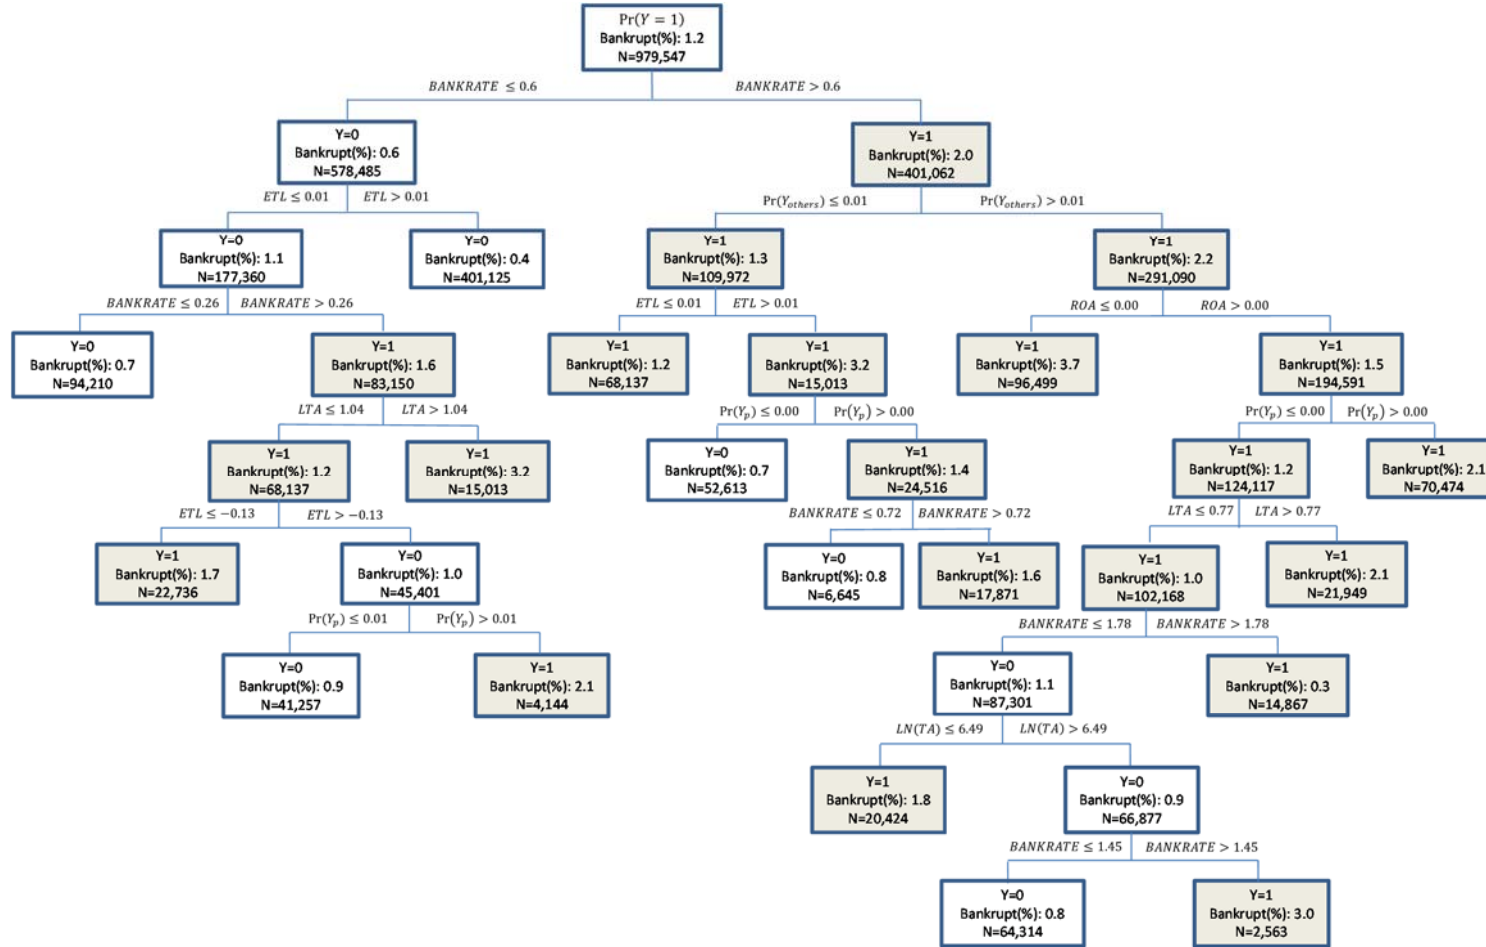 Pr(Y = 1)
Bankrupt(%): 1.2
N=979,547
BANKRATE ≤ 0.6
BANKRATE > 0.6
Y=0
Bankrupt(%): 0.6
N=578,485
Y=1
Bankrupt(%): 2.0
N=401,062
ETL ≤ 0.01
ETL > 0.01
Pr(Y_others) ≤ 0.01
Pr(Y_others) > 0.01
Y=0
Bankrupt(%): 1.1
N=177,360
Y=0
Bankrupt(%): 0.4
N=401,125
Y=1
Bankrupt(%): 1.3
N=109,972
Y=1
Bankrupt(%): 2.2
N=291,090
BANKRATE ≤ 0.26
BANKRATE > 0.26
ETL ≤ 0.01
ETL > 0.01
ROA ≤ 0.00
ROA > 0.00
Y=0
Bankrupt(%): 0.7
N=94,210
Y=1
Bankrupt(%): 1.6
N=83,150
Y=1
Bankrupt(%): 1.2
N=68,137
Y=1
Bankrupt(%): 3.2
N=15,013
Y=1
Bankrupt(%): 3.7
N=96,499
Y=1
Bankrupt(%): 1.5
N=194,591
LTA ≤ 1.04
LTA > 1.04
Pr(Y_p) ≤ 0.00
Pr(Y_p) > 0.00
Pr(Y_p) ≤ 0.00
Pr(Y_p) > 0.00
Y=1
Bankrupt(%): 1.2
N=68,137
Y=1
Bankrupt(%): 3.2
N=15,013
Y=0
Bankrupt(%): 0.7
N=52,613
Y=1
Bankrupt(%): 1.4
N=24,516
Y=1
Bankrupt(%): 1.2
N=124,117
Y=1
Bankrupt(%): 2.1
N=70,474
ETL ≤ −0.13
ETL > −0.13
BANKRATE ≤ 0.72
BANKRATE > 0.72
LTA ≤ 0.77
LTA > 0.77
Y=1
Bankrupt(%): 1.7
N=22,736
Y=0
Bankrupt(%): 1.0
N=45,401
Y=0
Bankrupt(%): 0.8
N=6,645
Y=1
Bankrupt(%): 1.6
N=17,871
Y=1
Bankrupt(%): 1.0
N=102,168
Y=1
Bankrupt(%): 2.1
N=21,949
Pr(Y_p) ≤ 0.01
Pr(Y_p) > 0.01
BANKRATE ≤ 1.78
BANKRATE > 1.78
Y=0
Bankrupt(%): 0.9
N=41,257
Y=1
Bankrupt(%): 2.1
N=4,144
Y=0
Bankrupt(%): 1.1
N=87,301
Y=1
Bankrupt(%): 0.3
N=14,867
LN(TA) ≤ 6.49
LN(TA) > 6.49
Y=1
Bankrupt(%): 1.8
N=20,424
Y=0
Bankrupt(%): 0.9
N=66,877
BANKRATE ≤ 1.45
BANKRATE > 1.45
Y=0
Bankrupt(%): 0.8
N=64,314
Y=1
Bankrupt(%): 3.0
N=2,563